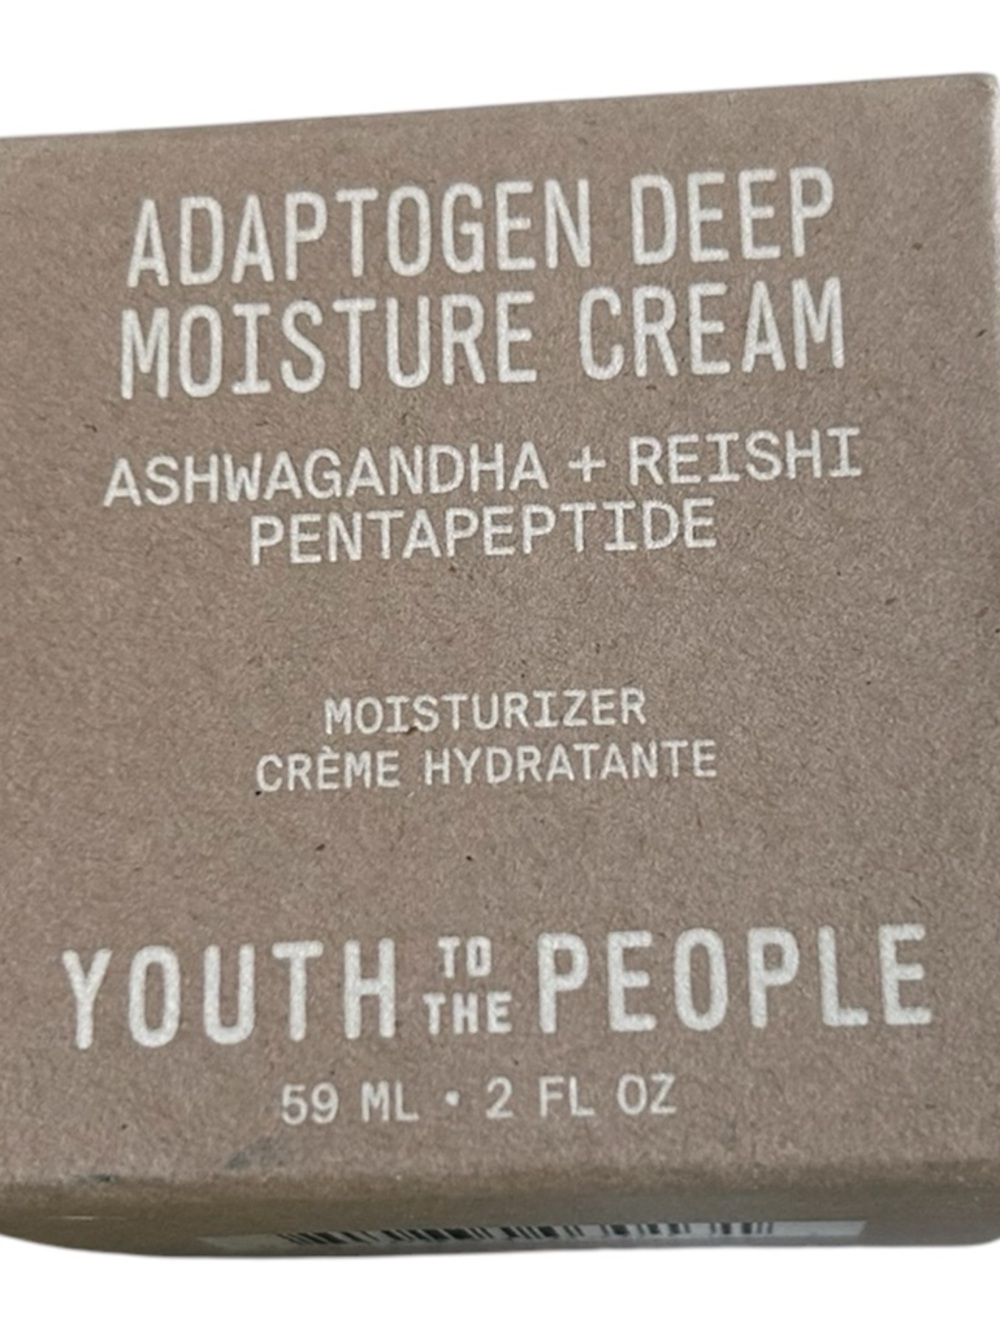 ADAPTOGEN DEEP
MOISTURE CREAM
ASHWAGANDHA + REISHI
PENTAPEPTIDE
MOISTURIZER
CRÈME HYDRATANTE
YOUTH TO THE PEOPLE
59 ML • 2 FL OZ